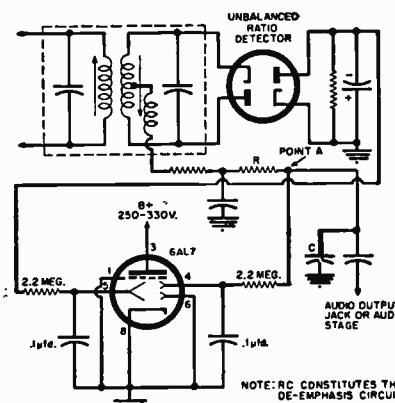 UNBALANCED
RATIO
DETECTOR
-
+
R
POINT A
B+
250-330V.
3
6AL7
1
5
4
6
8
2.2 MEG.
2.2 MEG.
.1µfd.
.1µfd.
C
AUDIO OUTPU
JACK OR AUD
STAGE
NOTE: RC CONSTITUTES TH
DE-EMPHASIS CIRCUI